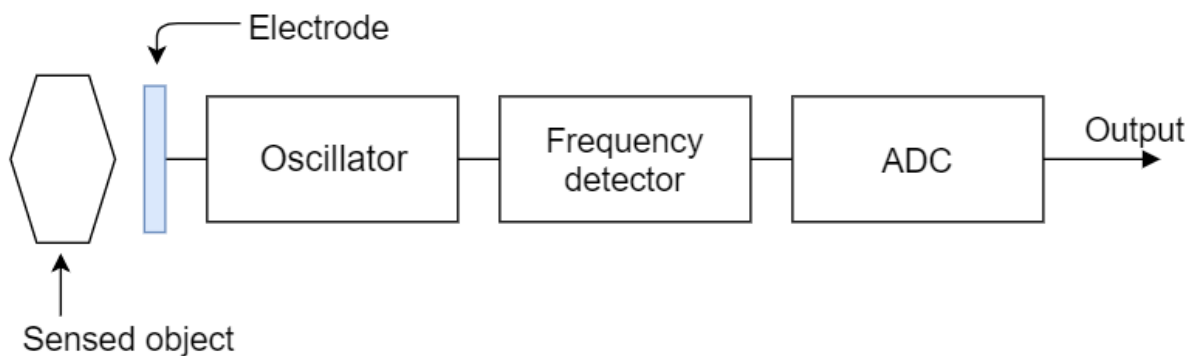 Electrode
Oscillator
Frequency
detector
ADC
Output
Sensed object